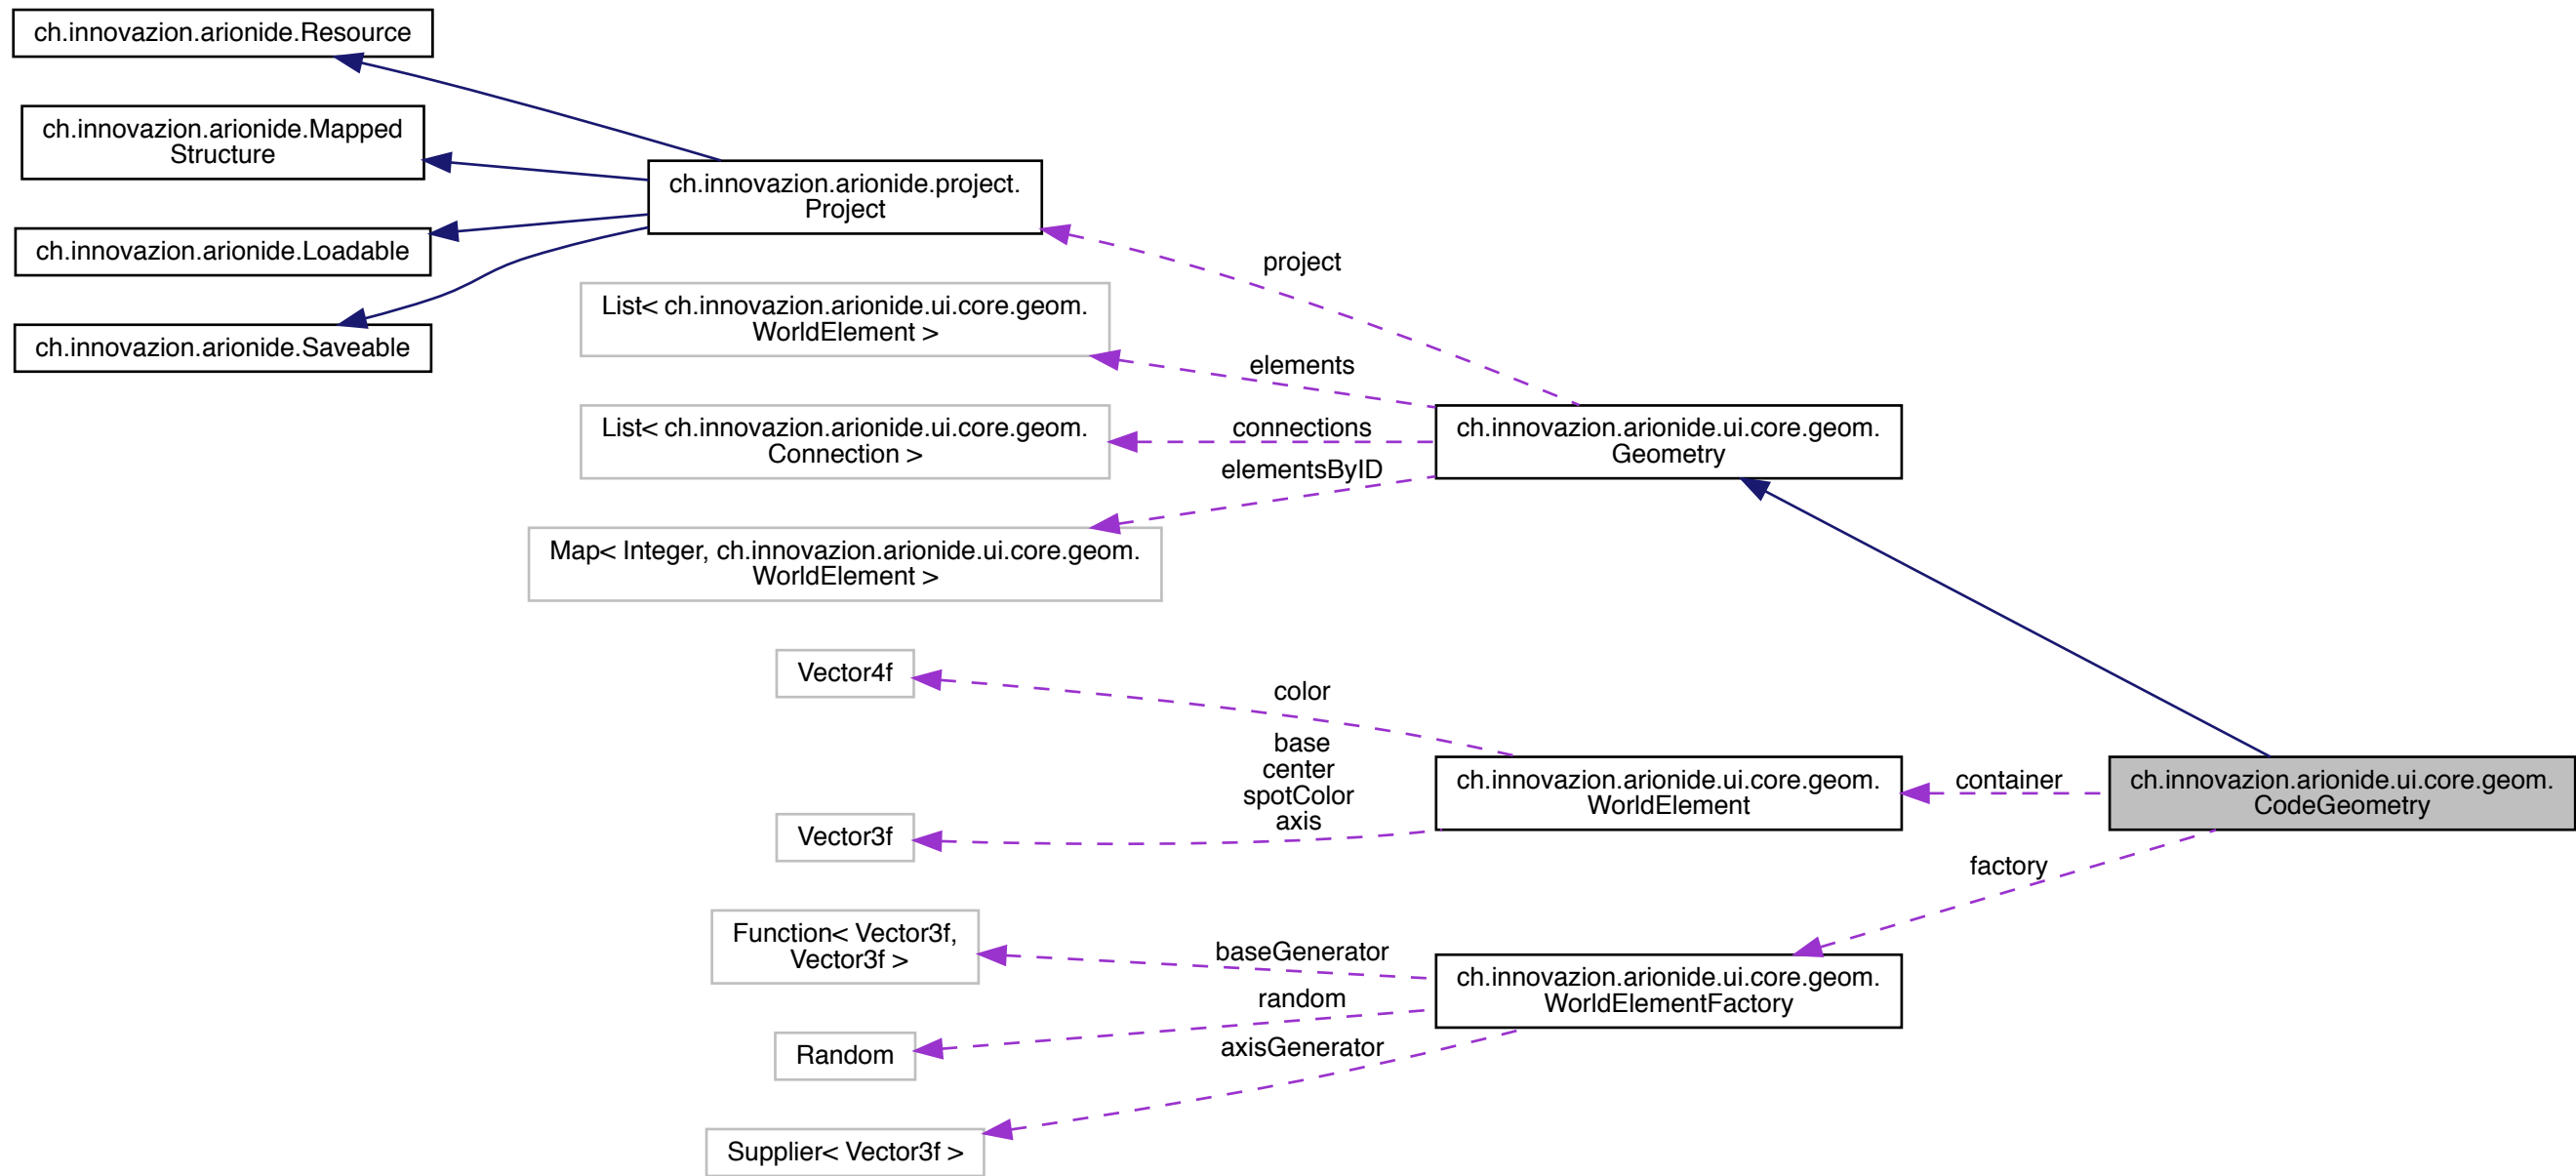 ch.innovazion.arionide.Resource
ch.innovazion.arionide.Mapped
Structure
ch.innovazion.arionide.Loadable
ch.innovazion.arionide.Saveable
ch.innovazion.arionide.project.
Project
project
List< ch.innovazion.arionide.ui.core.geom.
WorldElement >
elements
List< ch.innovazion.arionide.ui.core.geom.
Connection >
connections
elementsByID
Map< Integer, ch.innovazion.arionide.ui.core.geom.
WorldElement >
ch.innovazion.arionide.ui.core.geom.
Geometry
Vector4f
color
base
center
spotColor
axis
Vector3f
ch.innovazion.arionide.ui.core.geom.
WorldElement
container
ch.innovazion.arionide.ui.core.geom.
CodeGeometry
factory
Function< Vector3f,
Vector3f >
baseGenerator
random
Random
axisGenerator
ch.innovazion.arionide.ui.core.geom.
WorldElementFactory
Supplier< Vector3f >